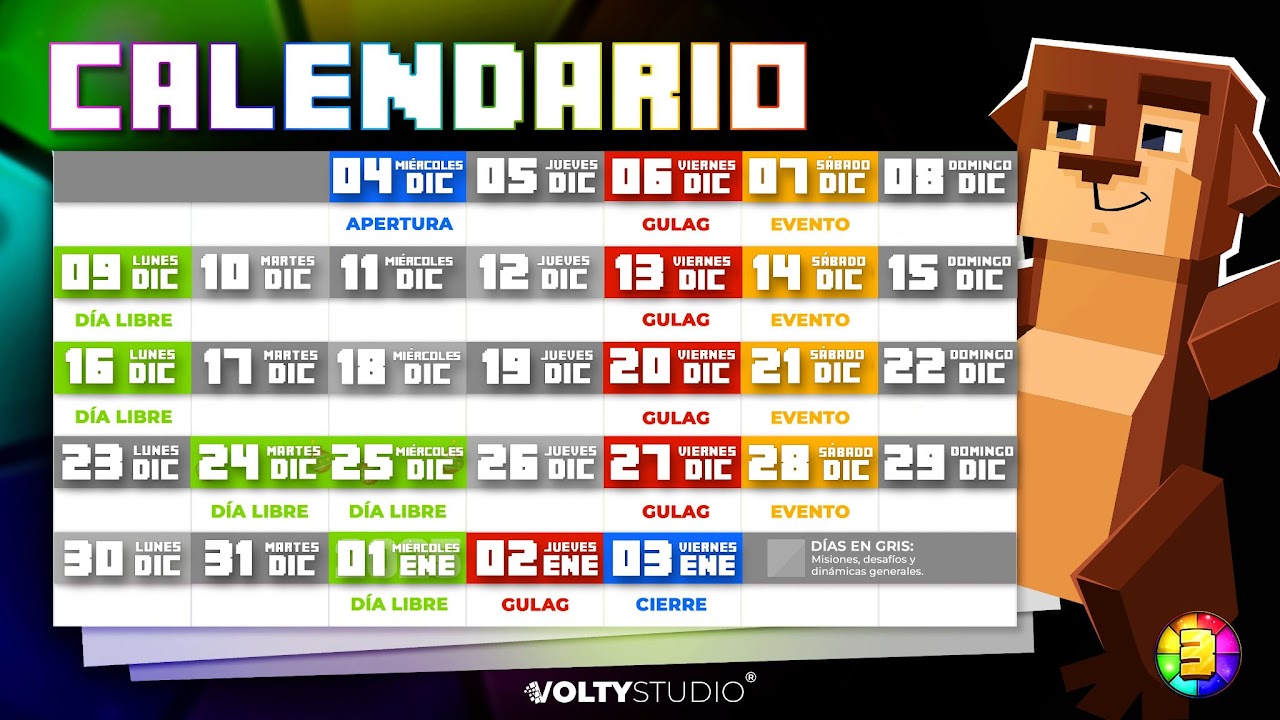 CALENDARIO
04 MIÉRCOLES DIC 05 JUEVES DIC 06 VIERNES DIC 07 SÁBADO DIC 08 DOMINGO DIC
APERTURA GULAG EVENTO
09 LUNES DIC 10 MARTES DIC 11 MIÉRCOLES DIC 12 JUEVES DIC 13 VIERNES DIC 14 SÁBADO DIC 15 DOMINGO DIC
DÍA LIBRE GULAG EVENTO
16 LUNES DIC 17 MARTES DIC 18 MIÉRCOLES DIC 19 JUEVES DIC 20 VIERNES DIC 21 SÁBADO DIC 22 DOMINGO DIC
DÍA LIBRE GULAG EVENTO
23 LUNES DIC 24 MARTES DIC 25 MIÉRCOLES DIC 26 JUEVES DIC 27 VIERNES DIC 28 SÁBADO DIC 29 DOMINGO DIC
DÍA LIBRE DÍA LIBRE GULAG EVENTO
30 LUNES DIC 31 MARTES DIC 01 MIÉRCOLES ENE 02 JUEVES ENE 03 VIERNES ENE
DÍAS EN GRIS:
Misiones, desafíos y
dinámicas generales.
DÍA LIBRE GULAG CIERRE
3
VOLTYSTUDIO®